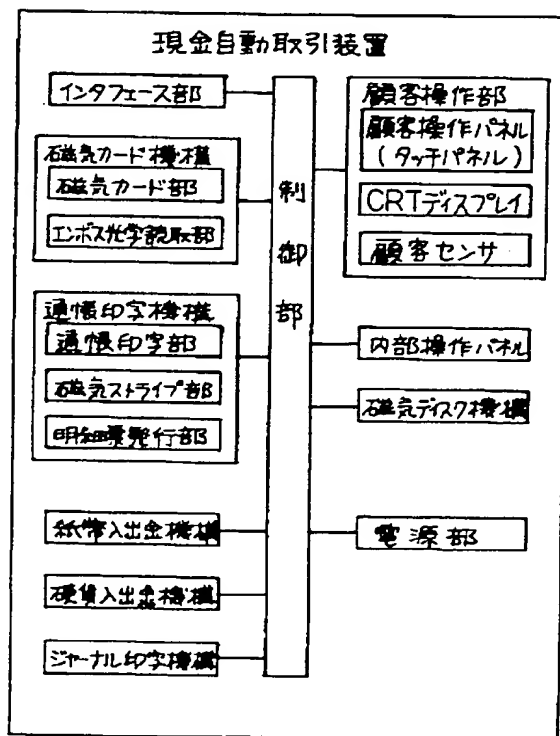 現金自動取引装置
インタフェース部
磁気カード機構
磁気カード部
エンボス光学読取部
通帳印字機構
通帳印字部
磁気ストライプ部
明細票発行部
紙幣入出金機構
硬貨入出金機構
ジャーナル印字機構
制御部
顧客操作部
顧客操作パネル
(タッチパネル)
CRTディスプレイ
顧客センサ
内部操作パネル
磁気ディスク機構
電源部